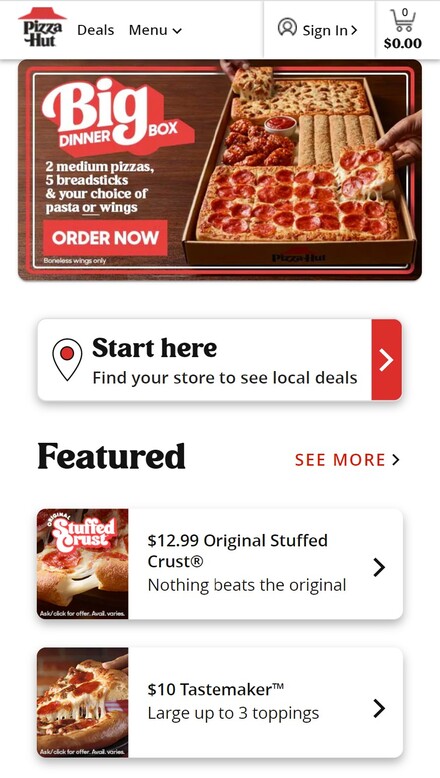 Pizza
Hut
Deals
Menu
Sign In
0
$0.00
Big
DINNER
BOX
2 medium pizzas,
5 breadsticks
& your choice of
pasta or wings
ORDER NOW
Boneless wings only
Pizza Hut
Start here
Find your store to see local deals
Featured
SEE MORE
ORIGINAL
Stuffed
Crust®
Ask/click for offer. Avail. varies.
$12.99 Original Stuffed
Crust®
Nothing beats the original
Ask/click for offer. Avail. varies.
$10 Tastemaker™
Large up to 3 toppings